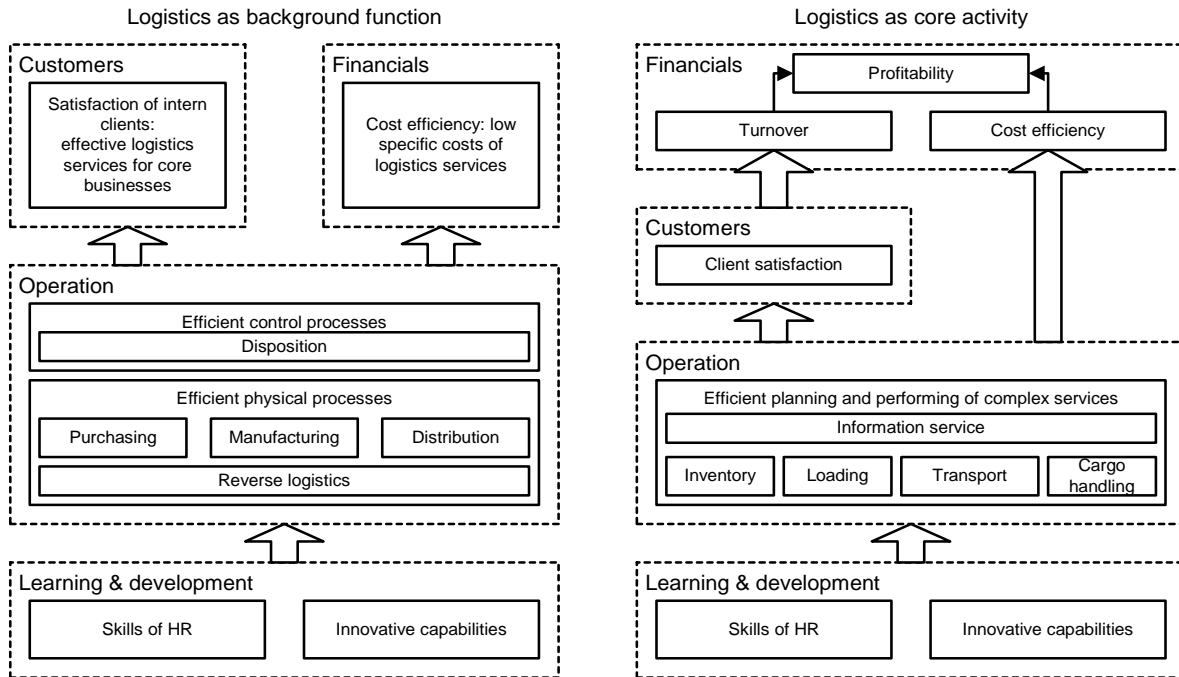 Logistics as background function
Customers
Satisfaction of intern
clients:
effective logistics
services for core
businesses
Financials
Cost efficiency: low
specific costs of
logistics services
Operation
Efficient control processes
Disposition
Efficient physical processes
Purchasing
Manufacturing
Distribution
Reverse logistics
Learning & development
Skills of HR
Innovative capabilities
Logistics as core activity
Financials
Profitability
Turnover
Cost efficiency
Customers
Client satisfaction
Operation
Efficient planning and performing of complex services
Information service
Inventory
Loading
Transport
Cargo
handling
Learning & development
Skills of HR
Innovative capabilities